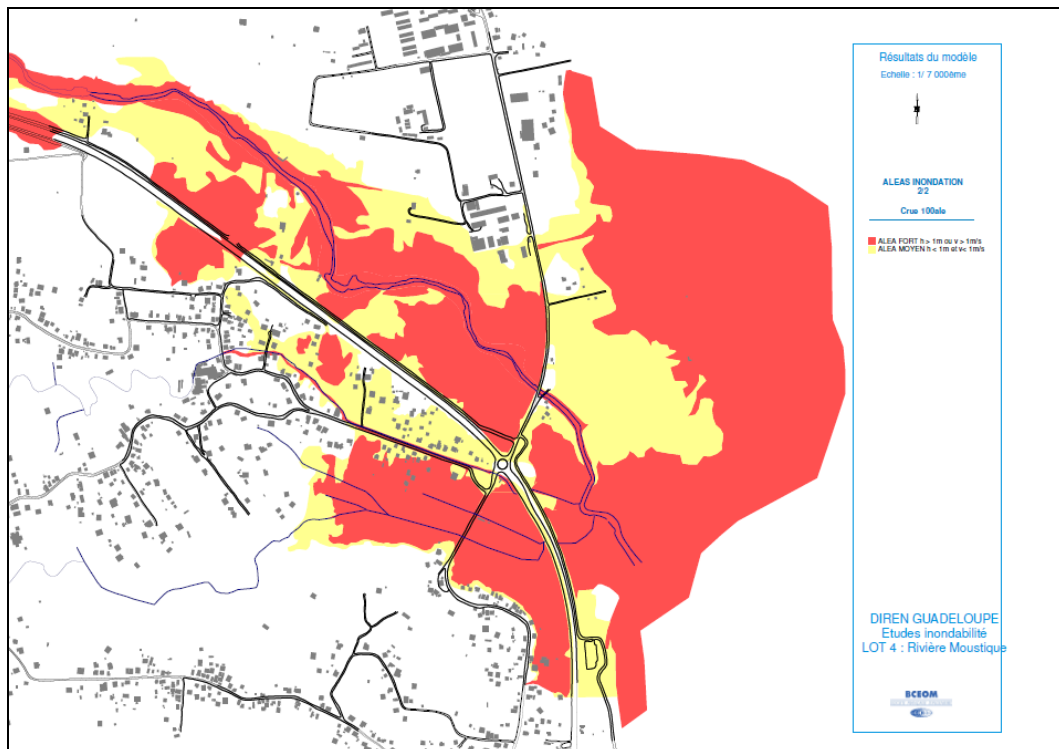 Résultats du modèle
Echelle : 1/ 7 000ème
ALEAS INONDATION
2/2
Crue 100ale
ALEA FORT h > 1m ou v > 1m/s
ALEA MOYEN h < 1m et v< 1m/s
DIREN GUADELOUPE
Etudes inondabilité
LOT 4 : Rivière Moustique
BCEOM